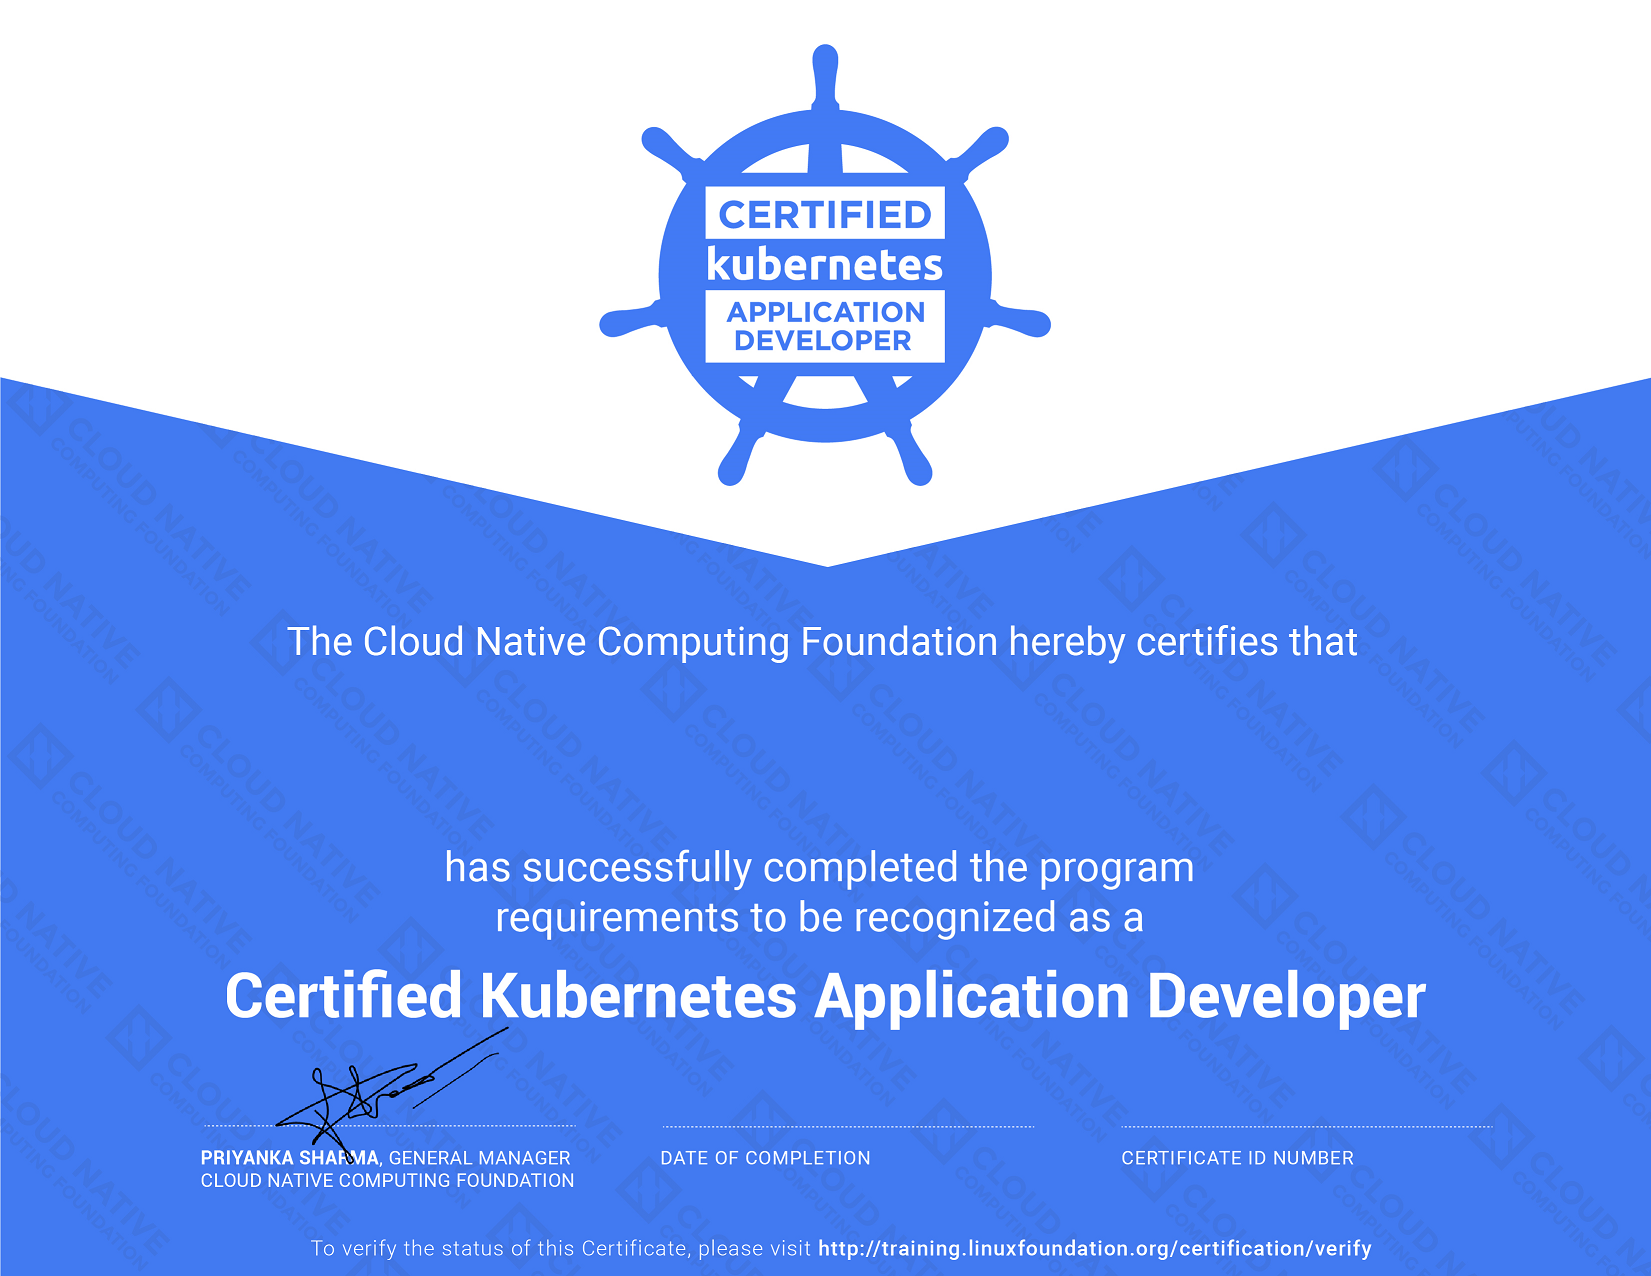 CERTIFIED
kubernetes
APPLICATION
DEVELOPER
The Cloud Native Computing Foundation hereby certifies that
has successfully completed the program
requirements to be recognized as a
Certified Kubernetes Application Developer
PRIYANKA SHARMA, GENERAL MANAGER
CLOUD NATIVE COMPUTING FOUNDATION
DATE OF COMPLETION
CERTIFICATE ID NUMBER
To verify the status of this Certificate, please visit http://training.linuxfoundation.org/certification/verify
CLOUD NATIVE
COMPUTING FOUNDATION